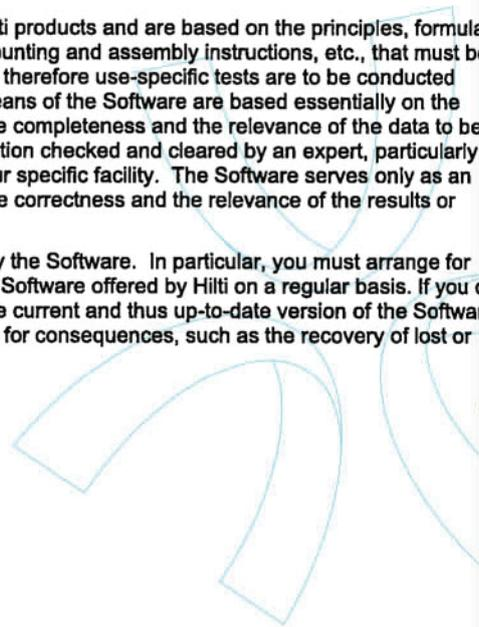 ti products and are based on the principles, formula
unting and assembly instructions, etc., that must b
therefore use-specific tests are to be conducted
ans of the Software are based essentially on the
e completeness and the relevance of the data to be
tion checked and cleared by an expert, particularly
r specific facility. The Software serves only as an
e correctness and the relevance of the results or
y the Software. In particular, you must arrange for
Software offered by Hilti on a regular basis. If you
e current and thus up-to-date version of the Softwa
for consequences, such as the recovery of lost or